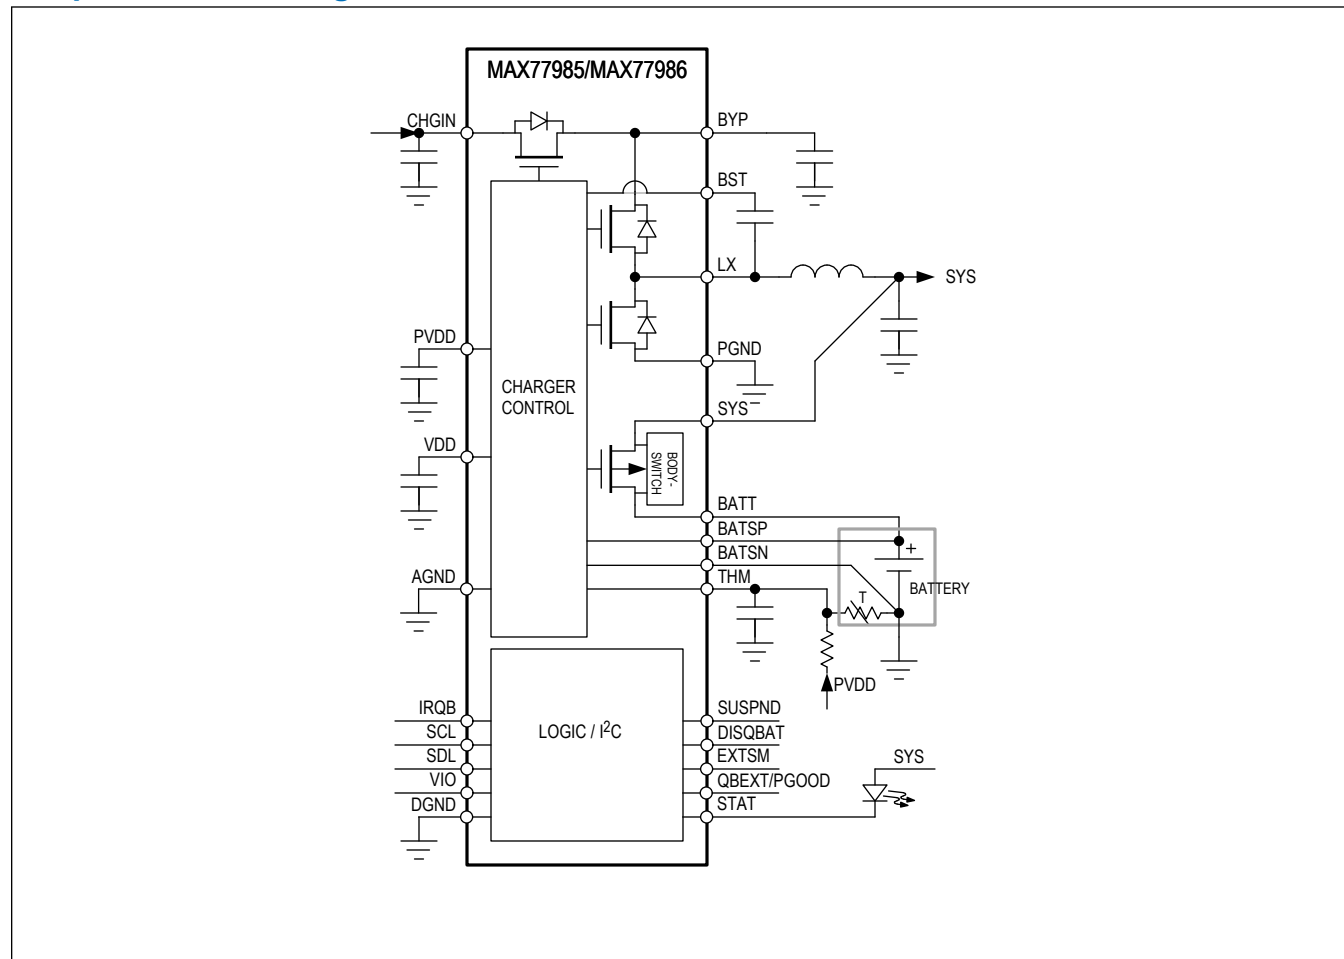 MAX77985/MAX77986
CHGIN
BYP
BST
LX
SYS
PVDD
PGND
CHARGER
CONTROL
SYS
VDD
BODY-
SWITCH
BATT
BATSP
BATSN
AGND
THM
+
BATTERY
T
PVDD
IRQB
SUSPND
SCL
LOGIC / I²C
DISQBAT
SDL
EXTSM
SYS
VIO
QBEXT/PGOOD
DGND
STAT